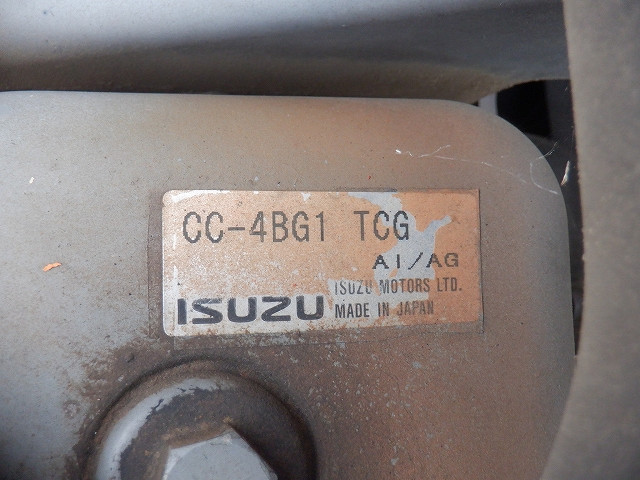 CC-4BG1 TCG
AI/AG
ISUZU
ISUZU MOTORS LTD.
MADE IN JAPAN